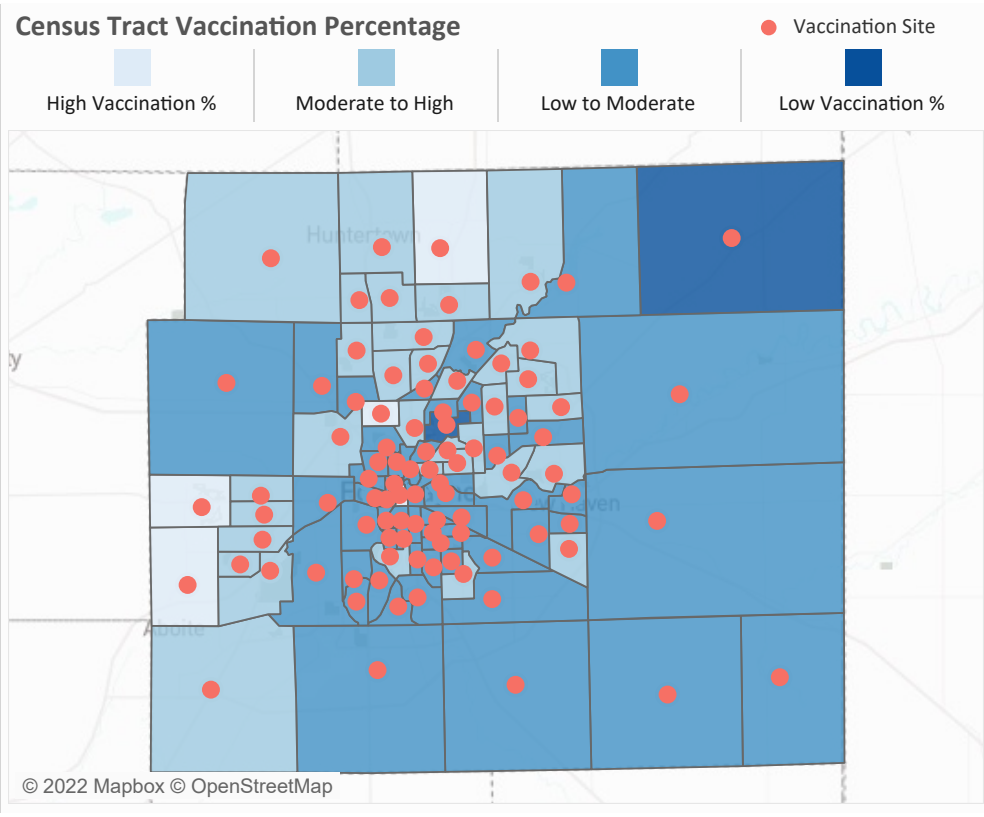 Census Tract Vaccination Percentage
Vaccination Site
High Vaccination %
Moderate to High
Low to Moderate
Low Vaccination %
Huntertown
ty
Aboite
© 2022 Mapbox © OpenStreetMap